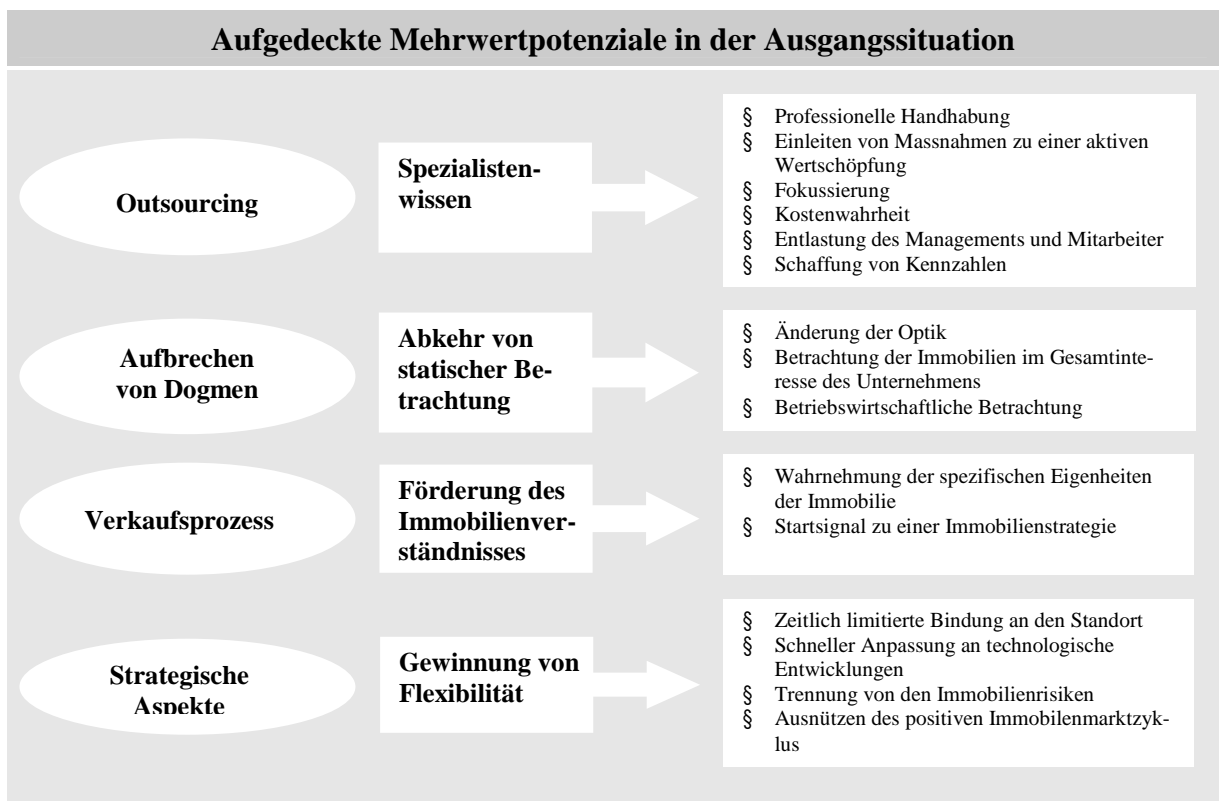 Aufgedeckte Mehrwertpotenziale in der Ausgangssituation
Outsourcing
Spezialisten-
wissen
§ Professionelle Handhabung
§ Einleiten von Massnahmen zu einer aktiven
Wertschöpfung
§ Fokussierung
§ Kostenwahrheit
§ Entlastung des Managements und Mitarbeiter
§ Schaffung von Kennzahlen
Aufbrechen
von Dogmen
Abkehr von
statischer Be-
trachtung
§ Änderung der Optik
§ Betrachtung der Immobilien im Gesamtinte-
resse des Unternehmens
§ Betriebswirtschaftliche Betrachtung
Verkaufsprozess
Förderung des
Immobilienver-
ständnisses
§ Wahrnehmung der spezifischen Eigenheiten
der Immobilie
§ Startsignal zu einer Immobilienstrategie
Strategische
Aspekte
Gewinnung von
Flexibilität
§ Zeitlich limitierte Bindung an den Standort
§ Schneller Anpassung an technologische
Entwicklungen
§ Trennung von den Immobilienrisiken
§ Ausnützen des positiven Immobilenmarktzyk-
lus